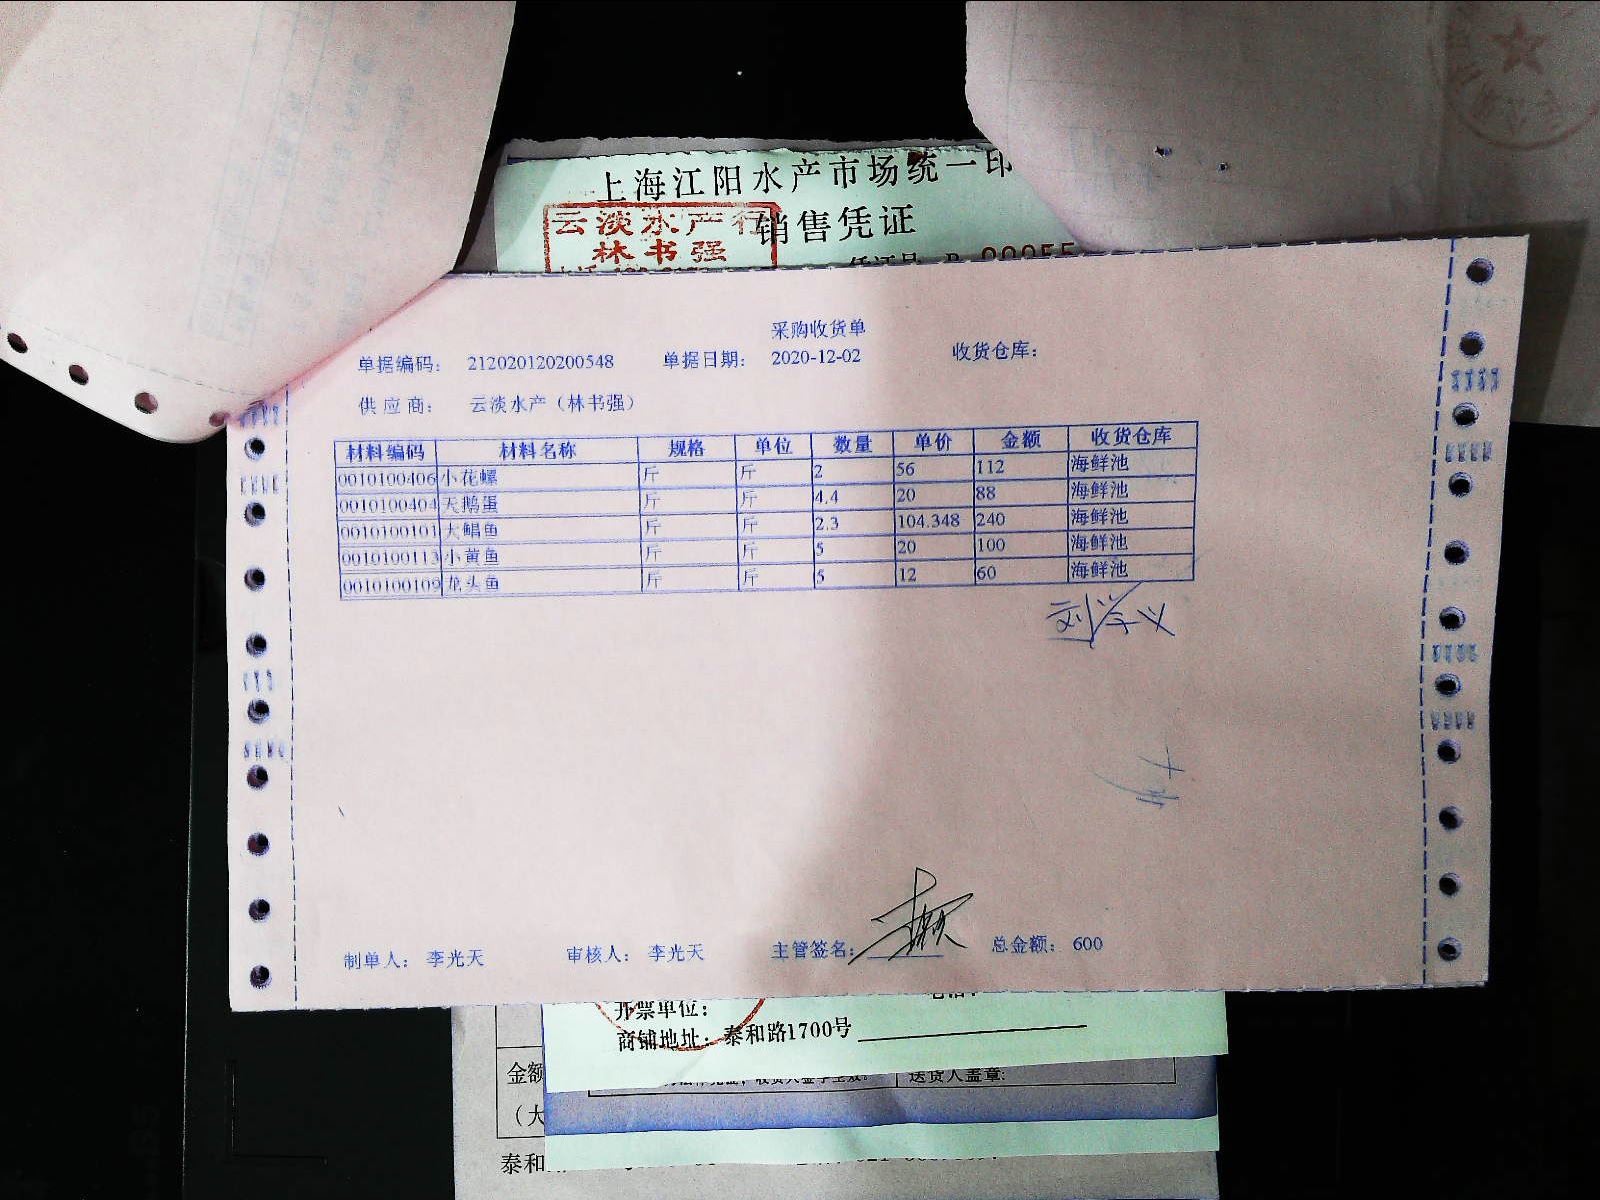 上海江阳水产市场统一印
云淡水产行
销售凭证
林书强
采购收货单
单据编码： 212020120200548 单据日期： 2020-12-02 收货仓库：
供 应 商： 云淡水产（林书强）
材料编码 材料名称 规格 单位 数量 单价 金额 收货仓库
0010100406 小花螺 斤 斤 2 56 112 海鲜池
0010100404 天鹅蛋 斤 斤 4.4 20 88 海鲜池
0010100101 大鲳鱼 斤 斤 2.3 104.348 240 海鲜池
0010100113 小黄鱼 斤 斤 5 20 100 海鲜池
0010100109 龙头鱼 斤 斤 5 12 60 海鲜池
制单人： 李光天 审核人： 李光天 主管签名： 总金额： 600
开票单位：
商铺地址：泰和路1700号
送货人盖章：
金额
（大
泰和